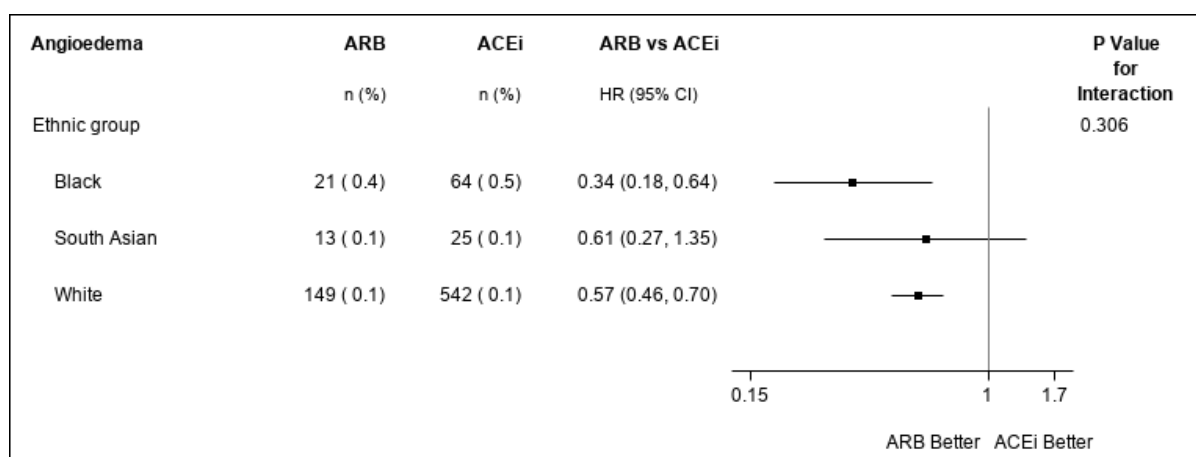 Angioedema ARB ACEi ARB vs ACEi P Value
for
n (%) n (%) HR (95% CI) Interaction
Ethnic group 0.306
Black 21 ( 0.4) 64 ( 0.5) 0.34 (0.18, 0.64)
South Asian 13 ( 0.1) 25 ( 0.1) 0.61 (0.27, 1.35)
White 149 ( 0.1) 542 ( 0.1) 0.57 (0.46, 0.70)
0.15 1 1.7
ARB Better ACEi Better